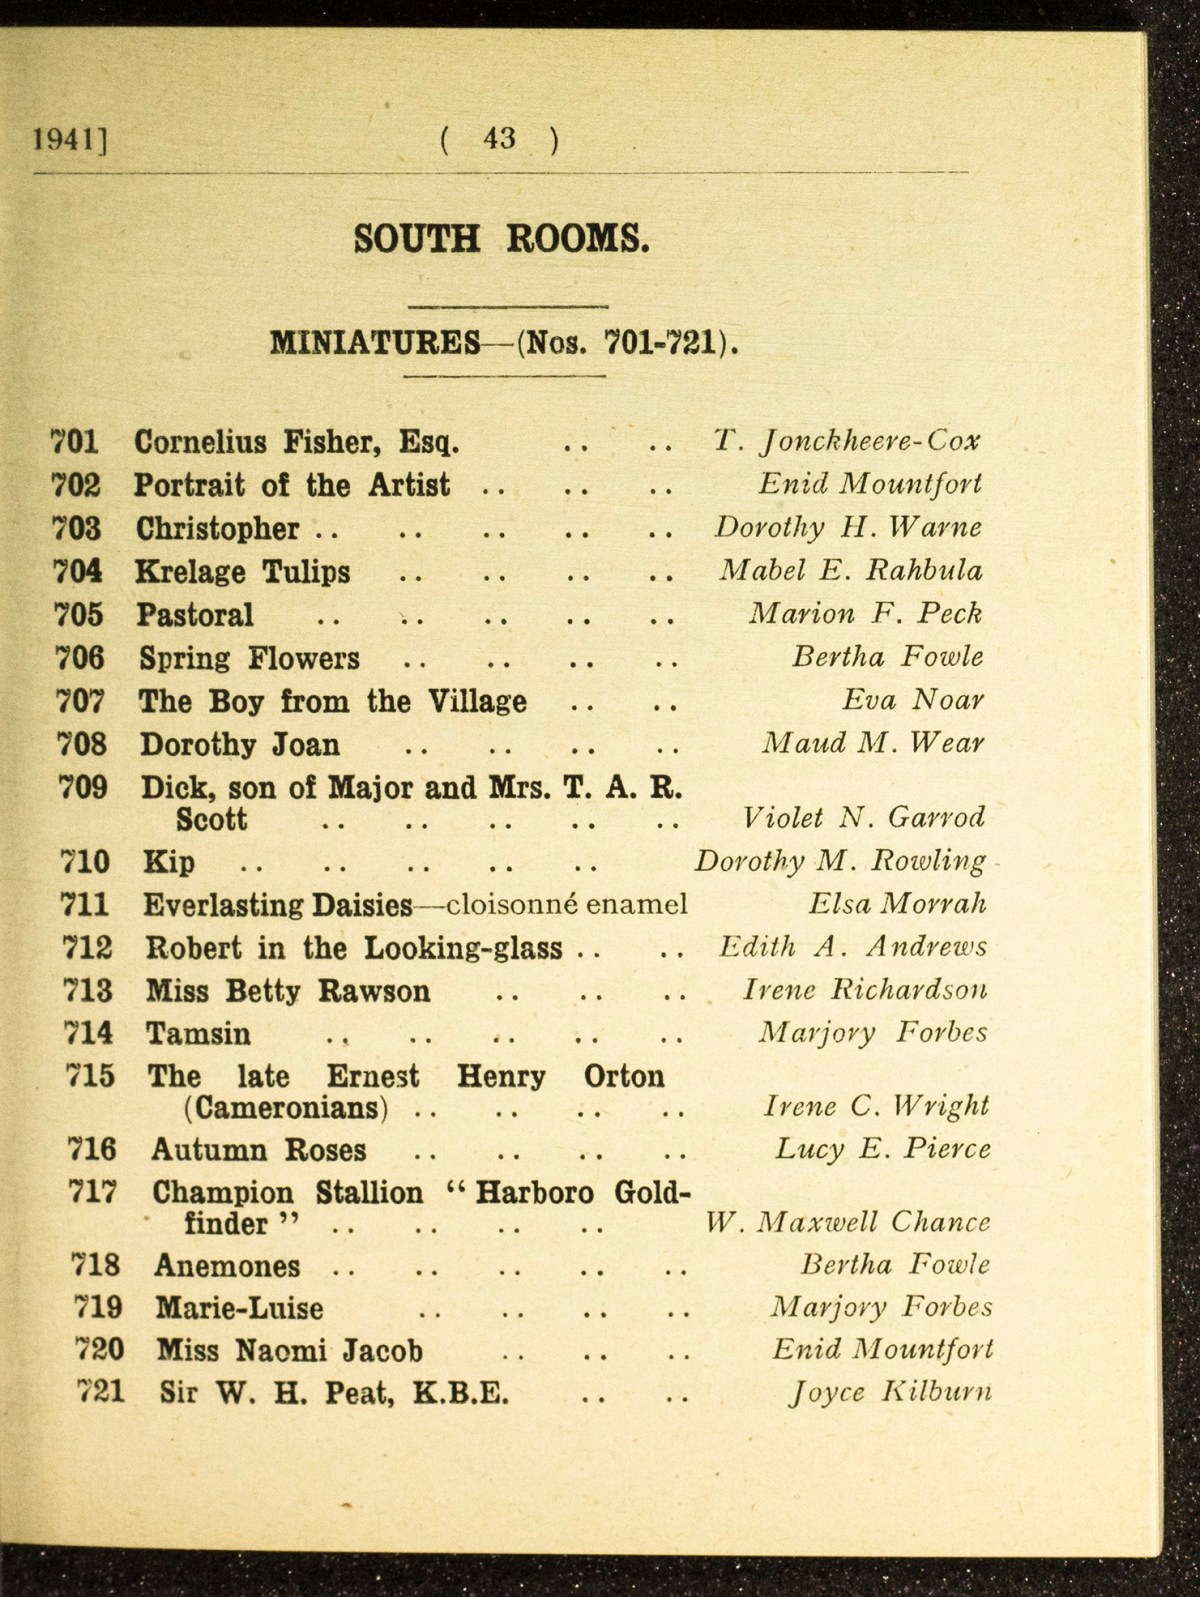 1941] ( 43 )
SOUTH ROOMS.
MINIATURES—(Nos. 701-721).
701 Cornelius Fisher, Esq. .. .. T. Jonckheere-Cox
702 Portrait of the Artist .. .. .. Enid Mountfort
703 Christopher .. .. .. .. .. Dorothy H. Warne
704 Krelage Tulips .. .. .. .. Mabel E. Rahbula
705 Pastoral .. .. .. .. .. Marion F. Peck
706 Spring Flowers .. .. .. .. Bertha Fowle
707 The Boy from the Village .. .. Eva Noar
708 Dorothy Joan .. .. .. .. Maud M. Wear
709 Dick, son of Major and Mrs. T. A. R.
Scott .. .. .. .. .. Violet N. Garrod
710 Kip .. .. .. .. .. Dorothy M. Rowling
711 Everlasting Daisies—cloisonné enamel Elsa Morrah
712 Robert in the Looking-glass .. .. Edith A. Andrews
713 Miss Betty Rawson .. .. .. Irene Richardson
714 Tamsin .. .. .. .. .. Marjory Forbes
715 The late Ernest Henry Orton
(Cameronians) .. .. .. .. Irene C. Wright
716 Autumn Roses .. .. .. .. Lucy E. Pierce
717 Champion Stallion “ Harboro Gold-
finder ” .. .. .. .. W. Maxwell Chance
718 Anemones .. .. .. .. .. Bertha Fowle
719 Marie-Luise .. .. .. .. Marjory Forbes
720 Miss Naomi Jacob .. .. .. Enid Mountfort
721 Sir W. H. Peat, K.B.E. .. .. Joyce Kilburn